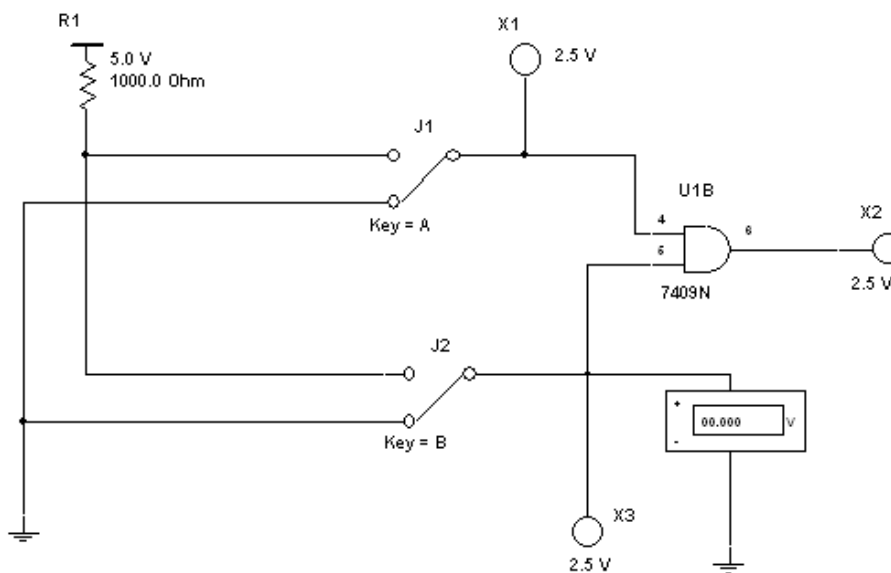 R1
5.0 V
1000.0 Ohm
X1
2.5 V
J1
Key = A
U1B
4
5
6
7409N
X2
2.5 V
J2
Key = B
+
00.000
V
-
X3
2.5 V